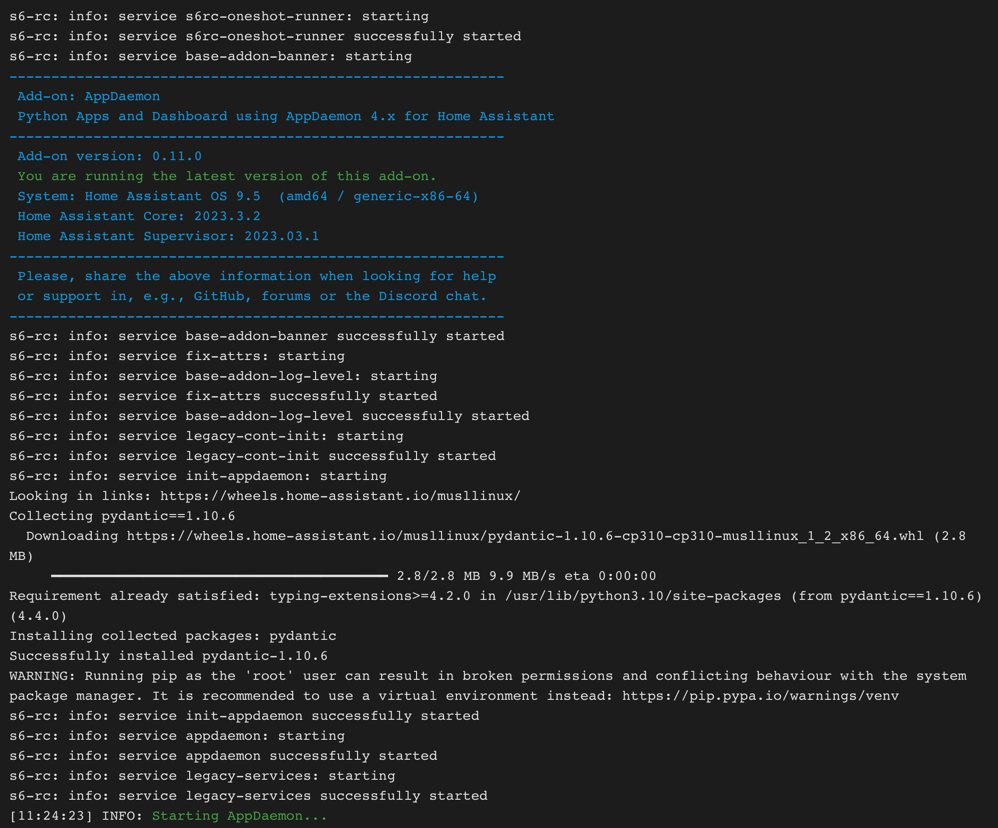 s6-rc: info: service s6rc-oneshot-runner: starting
s6-rc: info: service s6rc-oneshot-runner successfully started
s6-rc: info: service base-addon-banner: starting
-----------------------------------------------------------
 Add-on: AppDaemon
 Python Apps and Dashboard using AppDaemon 4.x for Home Assistant
-----------------------------------------------------------
 Add-on version: 0.11.0
 You are running the latest version of this add-on.
 System: Home Assistant OS 9.5  (amd64 / generic-x86-64)
 Home Assistant Core: 2023.3.2
 Home Assistant Supervisor: 2023.03.1
-----------------------------------------------------------
 Please, share the above information when looking for help
 or support in, e.g., GitHub, forums or the Discord chat.
-----------------------------------------------------------
s6-rc: info: service base-addon-banner successfully started
s6-rc: info: service fix-attrs: starting
s6-rc: info: service base-addon-log-level: starting
s6-rc: info: service fix-attrs successfully started
s6-rc: info: service base-addon-log-level successfully started
s6-rc: info: service legacy-cont-init: starting
s6-rc: info: service legacy-cont-init successfully started
s6-rc: info: service init-appdaemon: starting
Looking in links: https://wheels.home-assistant.io/musllinux/
Collecting pydantic==1.10.6
  Downloading https://wheels.home-assistant.io/musllinux/pydantic-1.10.6-cp310-cp310-musllinux_1_2_x86_64.whl (2.8
MB)
     ━━━━━━━━━━━━━━━━━━━━━━━━━━━━━━━━━━━━━━━━ 2.8/2.8 MB 9.9 MB/s eta 0:00:00
Requirement already satisfied: typing-extensions>=4.2.0 in /usr/lib/python3.10/site-packages (from pydantic==1.10.6)
(4.4.0)
Installing collected packages: pydantic
Successfully installed pydantic-1.10.6
WARNING: Running pip as the 'root' user can result in broken permissions and conflicting behaviour with the system
package manager. It is recommended to use a virtual environment instead: https://pip.pypa.io/warnings/venv
s6-rc: info: service init-appdaemon successfully started
s6-rc: info: service appdaemon: starting
s6-rc: info: service appdaemon successfully started
s6-rc: info: service legacy-services: starting
s6-rc: info: service legacy-services successfully started
[11:24:23] INFO: Starting AppDaemon...